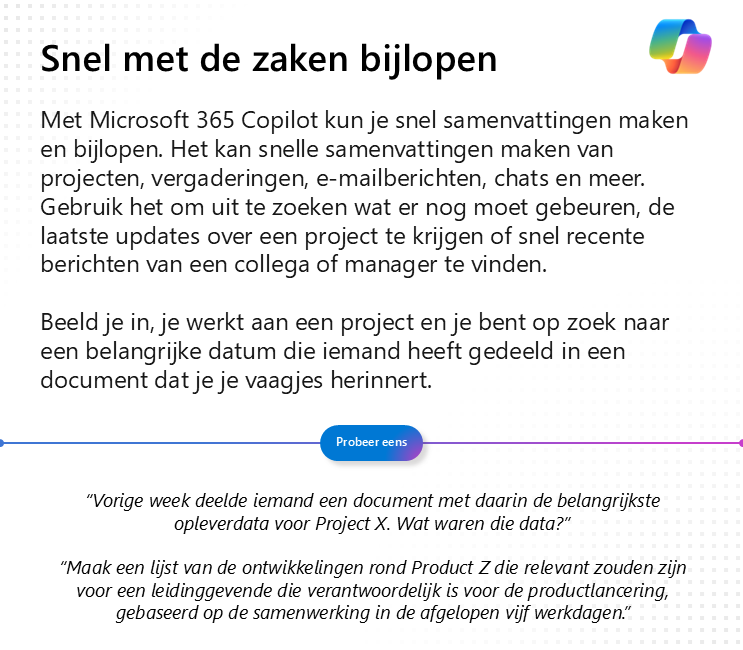 Snel met de zaken bijlopen
Met Microsoft 365 Copilot kun je snel samenvattingen maken
en bijlopen. Het kan snelle samenvattingen maken van
projecten, vergaderingen, e-mailberichten, chats en meer.
Gebruik het om uit te zoeken wat er nog moet gebeuren, de
laatste updates over een project te krijgen of snel recente
berichten van een collega of manager te vinden.
Beeld je in, je werkt aan een project en je bent op zoek naar
een belangrijke datum die iemand heeft gedeeld in een
document dat je je vaagjes herinnert.
Probeer eens
“Vorige week deelde iemand een document met daarin de belangrijkste
opleverdata voor Project X. Wat waren die data?”
“Maak een lijst van de ontwikkelingen rond Product Z die relevant zouden zijn
voor een leidinggevende die verantwoordelijk is voor de productlancering,
gebaseerd op de samenwerking in de afgelopen vijf werkdagen.”